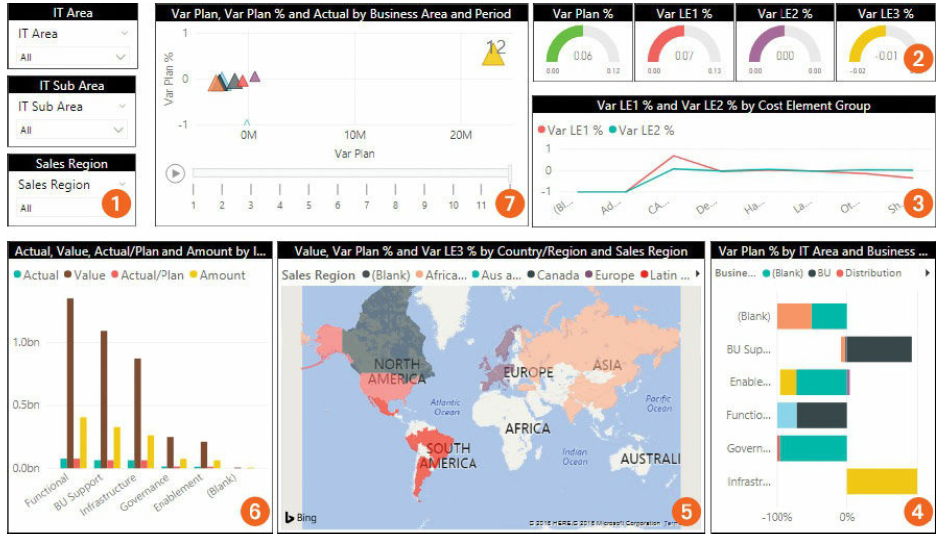 IT Area
IT Area
All
IT Sub Area
IT Sub Area
All
Sales Region
Sales Region
All
1
Var Plan, Var Plan % and Actual by Business Area and Period
Var Plan %
1
0
-1
12
0M
10M
20M
Var Plan
1 2 3 4 5 6 7 8 9 10 11
7
Var Plan %
0.06
0.00
0.12
Var LE1 %
0.07
0.00
0.13
Var LE2 %
0.00
0.00
0.00
Var LE3 %
-0.01
-0.02
2
Var LE1 % and Var LE2 % by Cost Element Group
Var LE1 % Var LE2 %
1
0
-1
(Bl...
Ad...
CA...
De...
Ha...
La...
Ot...
Sh...
3
Actual, Value, Actual/Plan and Amount by I...
Actual Value Actual/Plan Amount
1.0bn
0.5bn
0.0bn
Functional
BU Support
Infrastructure
Governance
Enablement
(Blank)
6
Value, Var Plan % and Var LE3 % by Country/Region and Sales Region
Sales Region (Blank) Africa... Aus a... Canada Europe Latin ...
NORTH
AMERICA
EUROPE
ASIA
Atlantic
Ocean
Pacific
Ocean
AFRICA
SOUTH
AMERICA
Indian
Ocean
AUSTRALI
Bing
© 2016 HERE © 2016 Microsoft Corporation Term
5
Var Plan % by IT Area and Business ...
Busine... (Blank) BU Distribution
(Blank)
BU Sup...
Enable...
Functio...
Govern...
Infrastr...
-100%
0%
4